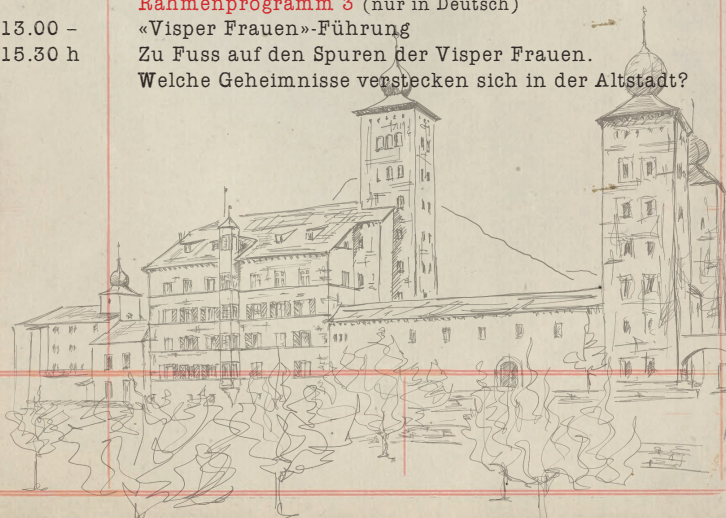 Rahmenprogramm 3 (nur in Deutsch)
13.00 – «Visper Frauen»-Führung
15.30 h Zu Fuss auf den Spuren der Visper Frauen.
Welche Geheimnisse verstecken sich in der Altstadt?